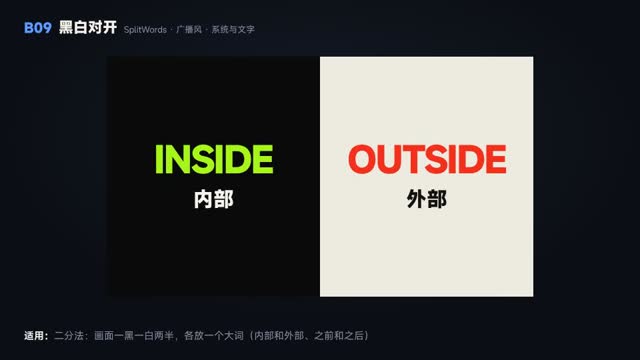 B09 黑白对开 SplitWords · 广播风 · 系统与文字
INSIDE
内部
OUTSIDE
外部
适用：二分法：画面一黑一白两半，各放一个大词（内部和外部、之前和之后）